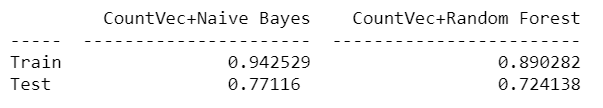 CountVec+Naive Bayes    CountVec+Random Forest
-----  ----------------------  -------------------------
Train    0.942529    0.890282
Test    0.77116    0.724138